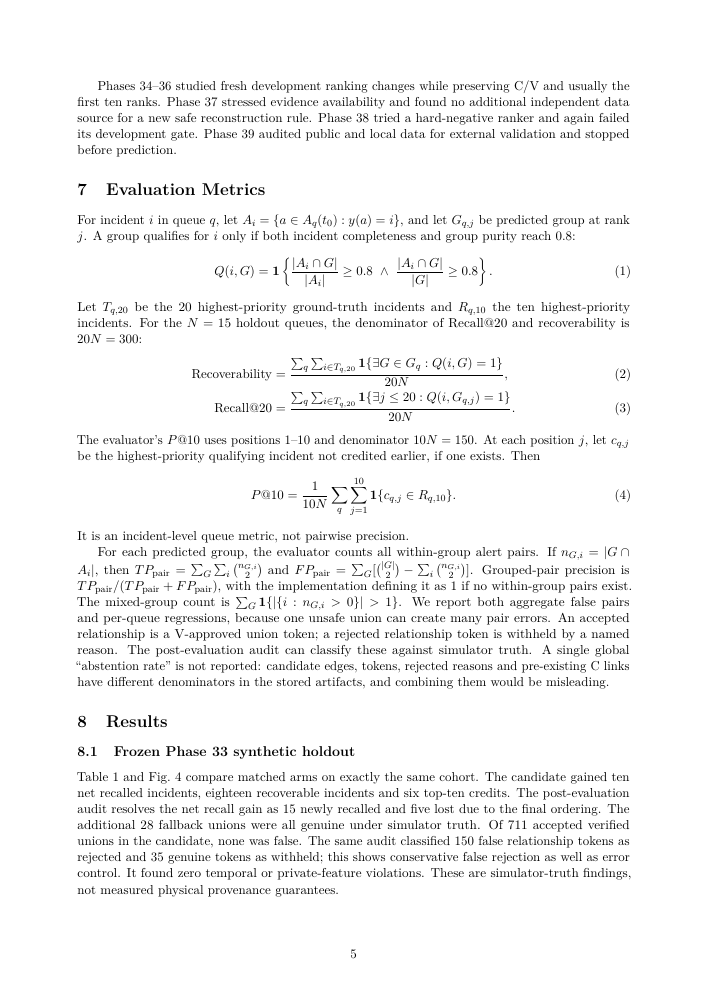 Phases 34–36 studied fresh development ranking changes while preserving C/V and usually the
first ten ranks. Phase 37 stressed evidence availability and found no additional independent data
source for a new safe reconstruction rule. Phase 38 tried a hard-negative ranker and again failed
its development gate. Phase 39 audited public and local data for external validation and stopped
before prediction.
7 Evaluation Metrics
For incident i in queue q, let A_i = {a ∈ A_q(t_0) : y(a) = i}, and let G_{q,j} be predicted group at rank
j. A group qualifies for i only if both incident completeness and group purity reach 0.8:
Q(i, G) = 1 { |A_i ∩ G| / |A_i| ≥ 0.8 ∧ |A_i ∩ G| / |G| ≥ 0.8 } . (1)
Let T_{q,20} be the 20 highest-priority ground-truth incidents and R_{q,10} the ten highest-priority
incidents. For the N = 15 holdout queues, the denominator of Recall@20 and recoverability is
20N = 300:
Recoverability = ∑_q ∑_{i∈T_{q,20}} 1{∃G ∈ G_q : Q(i, G) = 1} / 20N , (2)
Recall@20 = ∑_q ∑_{i∈T_{q,20}} 1{∃j ≤ 20 : Q(i, G_{q,j}) = 1} / 20N . (3)
The evaluator's P@10 uses positions 1–10 and denominator 10N = 150. At each position j, let c_{q,j}
be the highest-priority qualifying incident not credited earlier, if one exists. Then
P@10 = 1 / 10N ∑_q ∑_{j=1}^{10} 1{c_{q,j} ∈ R_{q,10}}. (4)
It is an incident-level queue metric, not pairwise precision.
For each predicted group, the evaluator counts all within-group alert pairs. If n_{G,i} = |G ∩
A_i|, then TP_pair = ∑_G ∑_i (n_{G,i} 2) and FP_pair = ∑_G[(|G| 2) − ∑_i (n_{G,i} 2)]. Grouped-pair precision is
TP_pair/(TP_pair + FP_pair), with the implementation defining it as 1 if no within-group pairs exist.
The mixed-group count is ∑_G 1{|{i : n_{G,i} > 0}| > 1}. We report both aggregate false pairs
and per-queue regressions, because one unsafe union can create many pair errors. An accepted
relationship is a V-approved union token; a rejected relationship token is withheld by a named
reason. The post-evaluation audit can classify these against simulator truth. A single global
“abstention rate” is not reported: candidate edges, tokens, rejected reasons and pre-existing C links
have different denominators in the stored artifacts, and combining them would be misleading.
8 Results
8.1 Frozen Phase 33 synthetic holdout
Table 1 and Fig. 4 compare matched arms on exactly the same cohort. The candidate gained ten
net recalled incidents, eighteen recoverable incidents and six top-ten credits. The post-evaluation
audit resolves the net recall gain as 15 newly recalled and five lost due to the final ordering. The
additional 28 fallback unions were all genuine under simulator truth. Of 711 accepted verified
unions in the candidate, none was false. The same audit classified 150 false relationship tokens as
rejected and 35 genuine tokens as withheld; this shows conservative false rejection as well as error
control. It found zero temporal or private-feature violations. These are simulator-truth findings,
not measured physical provenance guarantees.
5